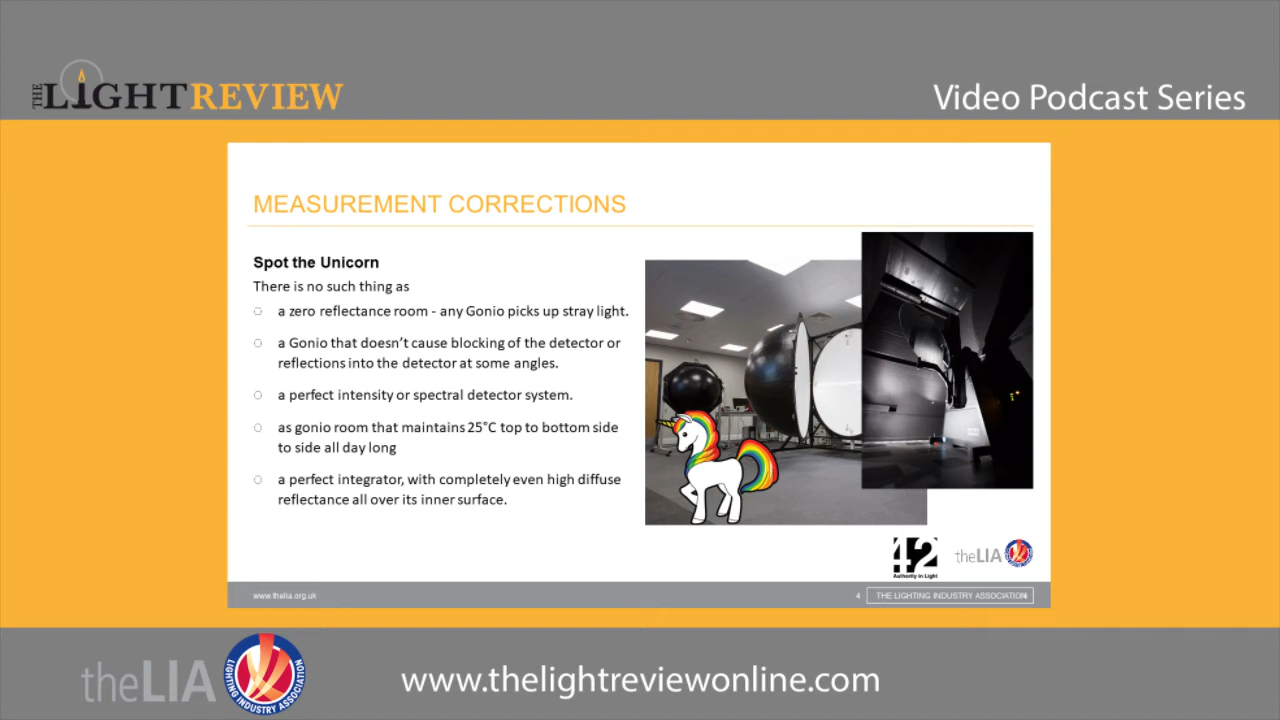 THE LIGHTREVIEW
Video Podcast Series
MEASUREMENT CORRECTIONS
Spot the Unicorn
There is no such thing as
a zero reflectance room - any Gonio picks up stray light.
a Gonio that doesn't cause blocking of the detector or
reflections into the detector at some angles.
a perfect intensity or spectral detector system.
as gonio room that maintains 25°C top to bottom side
to side all day long
a perfect integrator, with completely even high diffuse
reflectance all over its inner surface.
42
Authority in Light
theLIA
www.thelia.org.uk
4
THE LIGHTING INDUSTRY ASSOCIATION
theLIA
LIGHTING INDUSTRY ASSOCIATION
www.thelightreviewonline.com